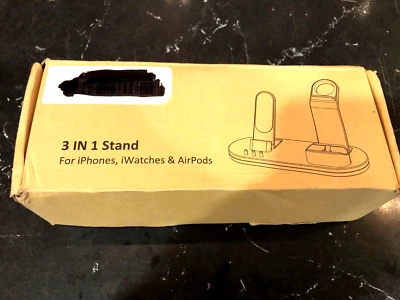 3 IN 1 Stand
For iPhones, iWatches & AirPods